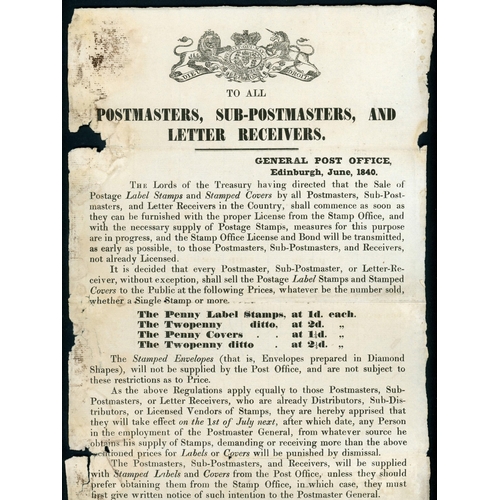 DIEU ET MON DROIT
TO ALL
POSTMASTERS, SUB-POSTMASTERS, AND
LETTER RECEIVERS.
GENERAL POST OFFICE,
Edinburgh, June, 1840.
The Lords of the Treasury having directed that the Sale of
Postage Label Stamps and Stamped Covers by all Postmasters, Sub-Post-
masters, and Letter Receivers in the Country, shall commence as soon as
they can be furnished with the proper License from the Stamp Office, and
with the necessary supply of Postage Stamps, measures for this purpose
are in progress, and the Stamp Office License and Bond will be transmitted,
as early as possible, to those Postmasters, Sub-Postmasters, and Receivers,
not already Licensed.
It is decided that every Postmaster, Sub-Postmaster, or Letter-Re-
ceiver, without exception, shall sell the Postage Label Stamps and Stamped
Covers to the Public at the following Prices, whatever be the number sold,
whether a Single Stamp or more.
The Penny Label Stamps, at 1d. each.
The Twopenny ditto, at 2d. „
The Penny Covers . . at 1¼d. „
The Twopenny ditto at 2¼d. „
The Stamped Envelopes (that is, Envelopes prepared in Diamond
Shapes), will not be supplied by the Post Office, and are not subject to
these restrictions as to Price.
As the above Regulations apply equally to those Postmasters, Sub-
Postmasters, or Letter Receivers, who are already Distributors, Sub-Dis-
tributors, or Licensed Vendors of Stamps, they are hereby apprised that
they will take effect on the 1st of July next, after which date, any Person
in the employment of the Postmaster General, from whatever source he
obtains his supply of Stamps, demanding or receiving more than the above
mentioned prices for Labels or Covers will be punished by dismissal.
The Postmasters, Sub-Postmasters, and Receivers, will be supplied
with Stamped Labels and Covers from the Post Office, unless they should
prefer obtaining them from the Stamp Office, in which case, they must
first give written notice of such intention to the Postmaster General.